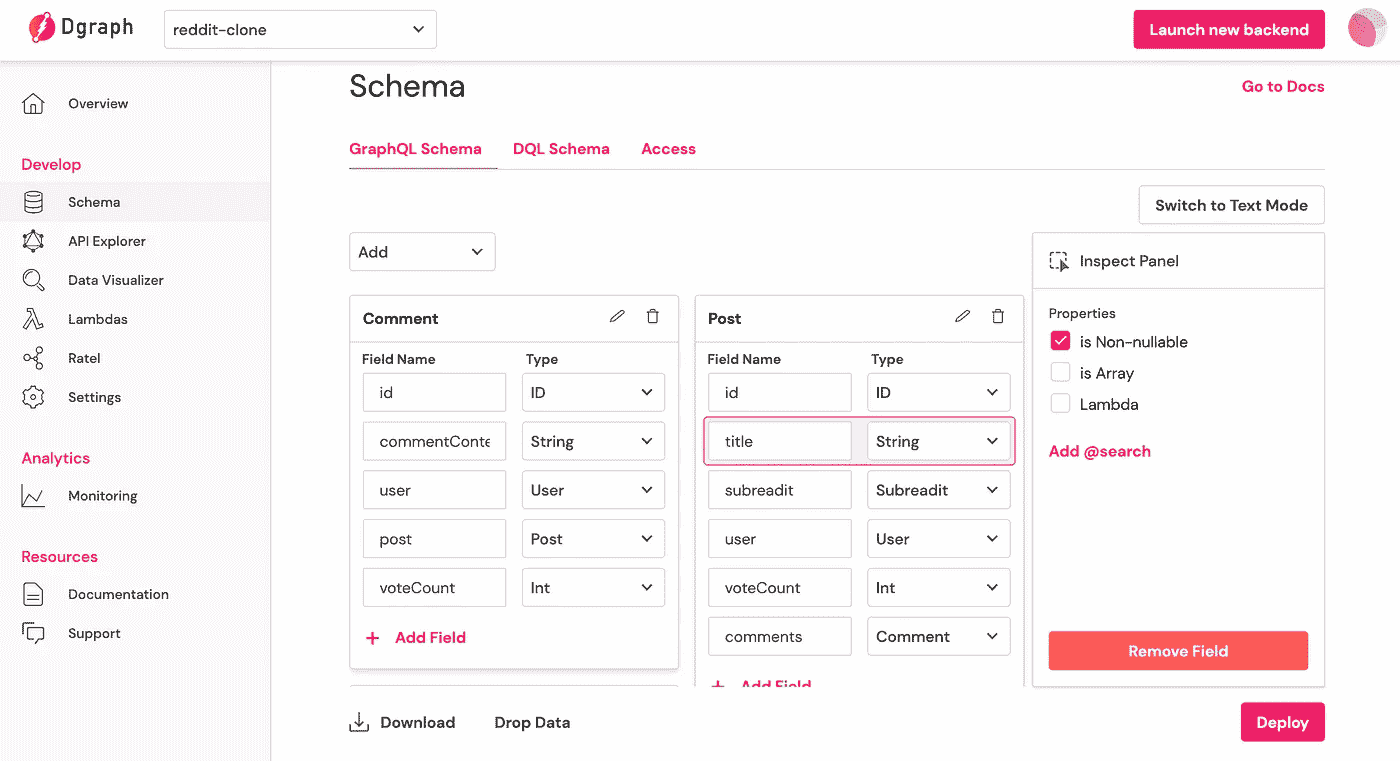 Dgraph
reddit-clone
Launch new backend
Schema
Go to Docs
Overview
Develop
Schema
API Explorer
Data Visualizer
Lambdas
Ratel
Settings
Analytics
Monitoring
Resources
Documentation
Support
GraphQL Schema DQL Schema Access
Switch to Text Mode
Add
Comment
Field Name Type
id ID
commentConte String
user User
post Post
voteCount Int
+ Add Field
Post
Field Name Type
id ID
title String
subreadit Subreadit
user User
voteCount Int
comments Comment
+ Add Field
Inspect Panel
Properties
is Non-nullable
is Array
Lambda
Add @search
Remove Field
Download Drop Data
Deploy